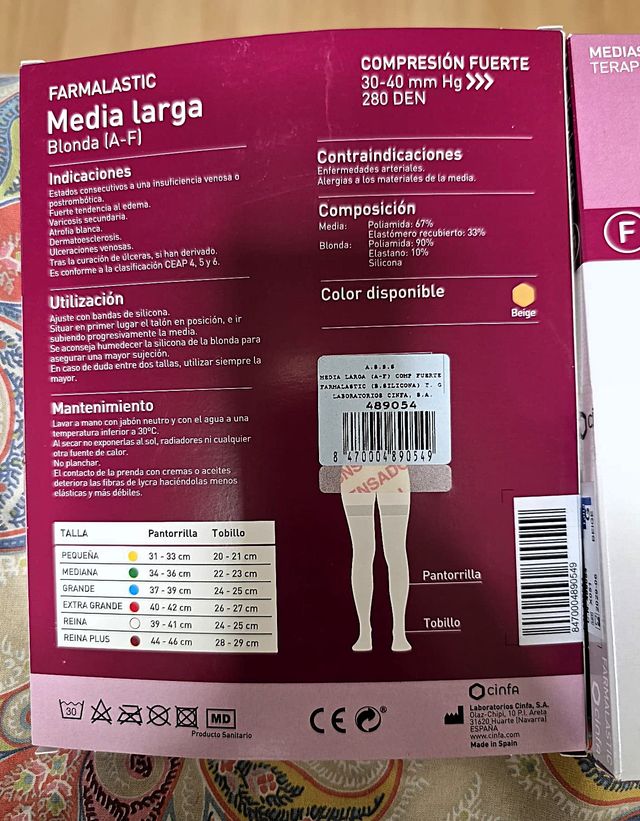 FARMALASTIC
Media larga
Blonda (A-F)
COMPRESIÓN FUERTE
30-40 mm Hg >>>
280 DEN
Indicaciones
Estados consecutivos a una insuficiencia venosa o
postrombótica.
Fuerte tendencia al edema.
Varicosis secundaria.
Atrofia blanca.
Dermatoesclerosis.
Ulceraciones venosas.
Tras la curación de úlceras, si han derivado.
Es conforme a la clasificación CEAP 4, 5 y 6.
Utilización
Ajuste con bandas de silicona.
Situar en primer lugar el talón en posición, e ir
subiendo progresivamente la media.
Se aconseja humedecer la silicona de la blonda para
asegurar una mayor sujeción.
En caso de duda entre dos tallas, utilizar siempre la
mayor.
Mantenimiento
Lavar a mano con jabón neutro y con el agua a una
temperatura inferior a 30ºC.
Al secar no exponerlas al sol, radiadores ni cualquier
otra fuente de calor.
No planchar.
El contacto de la prenda con cremas o aceites
deteriora las fibras de lycra haciéndolas menos
elásticas y más débiles.
Contraindicaciones
Enfermedades arteriales.
Alergias a los materiales de la media.
Composición
Media: Poliamida: 67%
Elastómero recubierto: 33%
Blonda: Poliamida: 90%
Elastano: 10%
Silicona
Color disponible
Beige
A.S.S.S
MEDIA LARGA (A-F) COMP FUERTE
FARMALASTIC (B.SILICONA) T. G
LABORATORIOS CINFA, S.A.
489054
8 470004 890549
ENSADO
Pantorrilla
Tobillo
8470004890549
TALLA Pantorrilla Tobillo
PEQUEÑA 31 - 33 cm 20 - 21 cm
MEDIANA 34 - 36 cm 22 - 23 cm
GRANDE 37 - 39 cm 24 - 25 cm
EXTRA GRANDE 40 - 42 cm 26 - 27 cm
REINA 39 - 41 cm 24 - 25 cm
REINA PLUS 44 - 46 cm 28 - 29 cm
30
MD
Producto Sanitario
CE
cinfa
Laboratorios Cinfa, S.A.
Olaz-Chipi, 10 P.I. Areta
31620 Huarte (Navarra)
ESPAÑA
www.cinfa.com
Made in Spain
MEDIAS
TERAP
F
cinfa
FARMALASTIC
cinfa